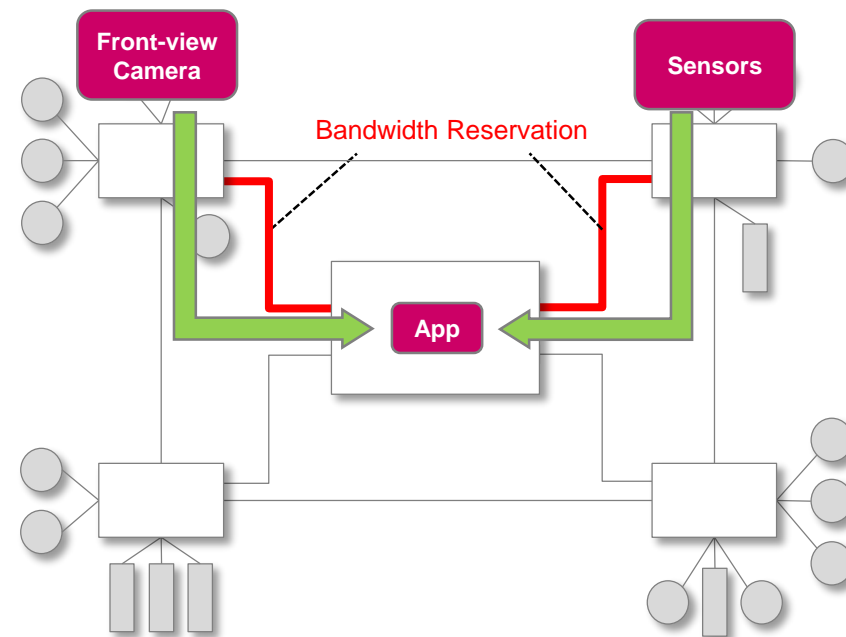 Front-view
Camera
Sensors
Bandwidth Reservation
App